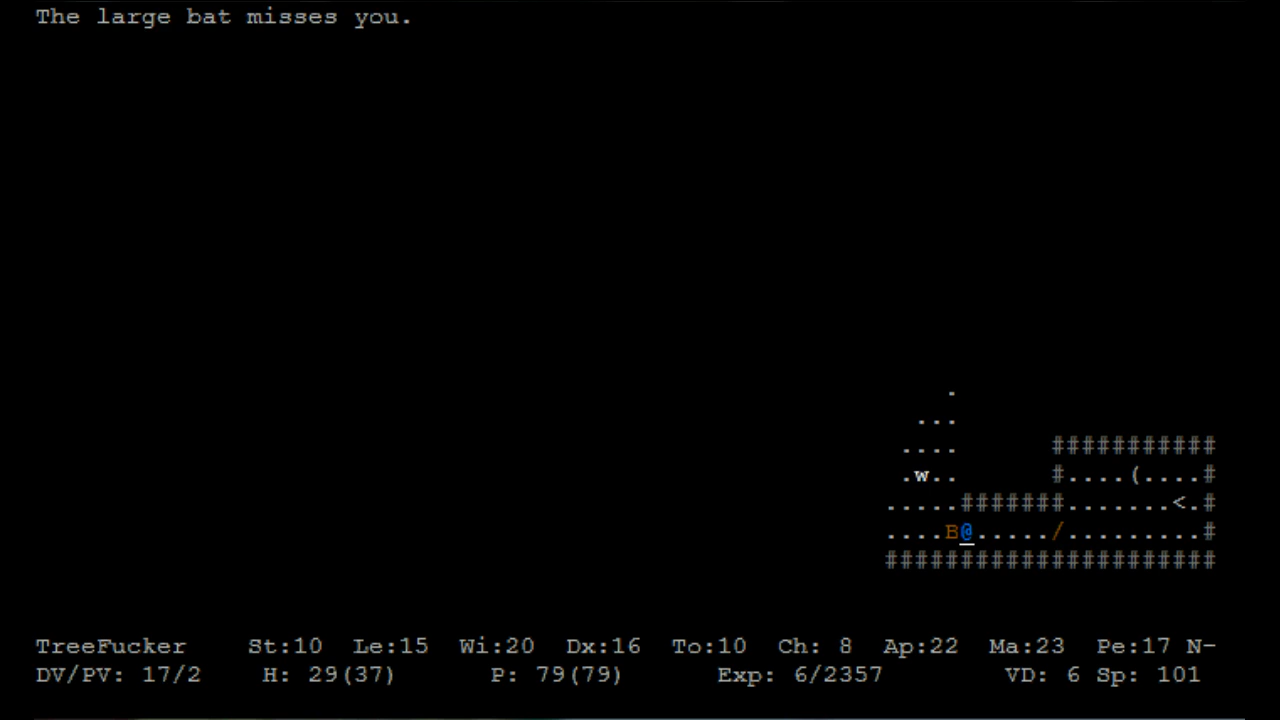 The large bat misses you.
.
...
.... ###########
.w.. #....(....#
.....#######.......<.#
....B@...../.........#
######################
TreeFucker St:10 Le:15 Wi:20 Dx:16 To:10 Ch: 8 Ap:22 Ma:23 Pe:17 N-
DV/PV: 17/2 H: 29(37) P: 79(79) Exp: 6/2357 VD: 6 Sp: 101